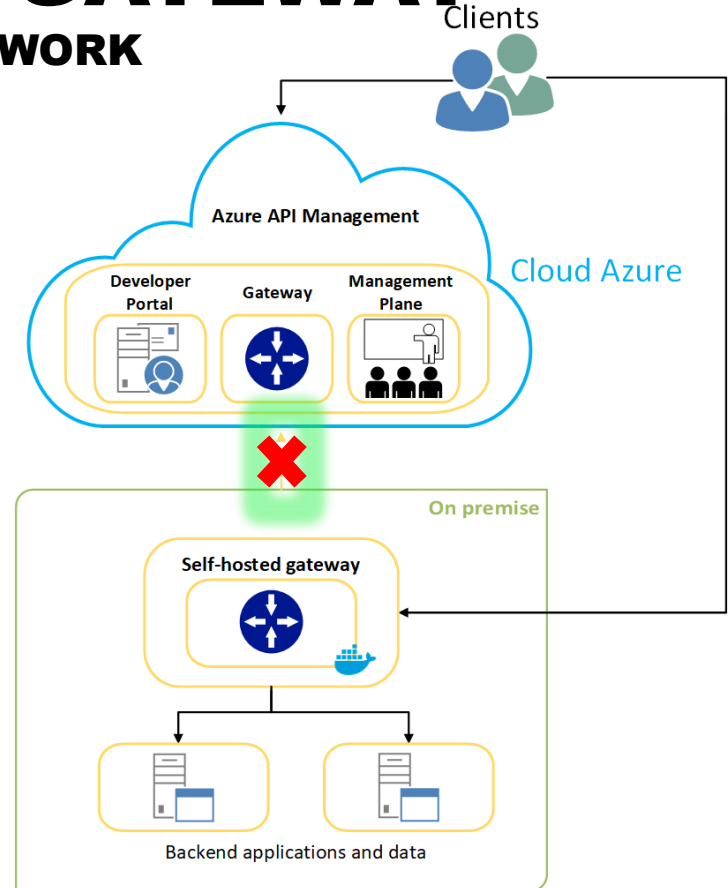 GATEWAY
WORK
Clients
Azure API Management
Cloud Azure
Developer
Portal
Gateway
Management
Plane
On premise
Self-hosted gateway
Backend applications and data